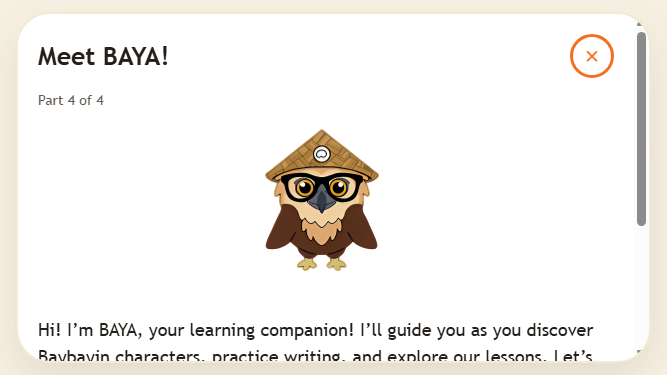 Meet BAYA!
Part 4 of 4
Hi! I’m BAYA, your learning companion! I’ll guide you as you discover
Baybayin characters, practice writing, and explore our lessons. Let’s